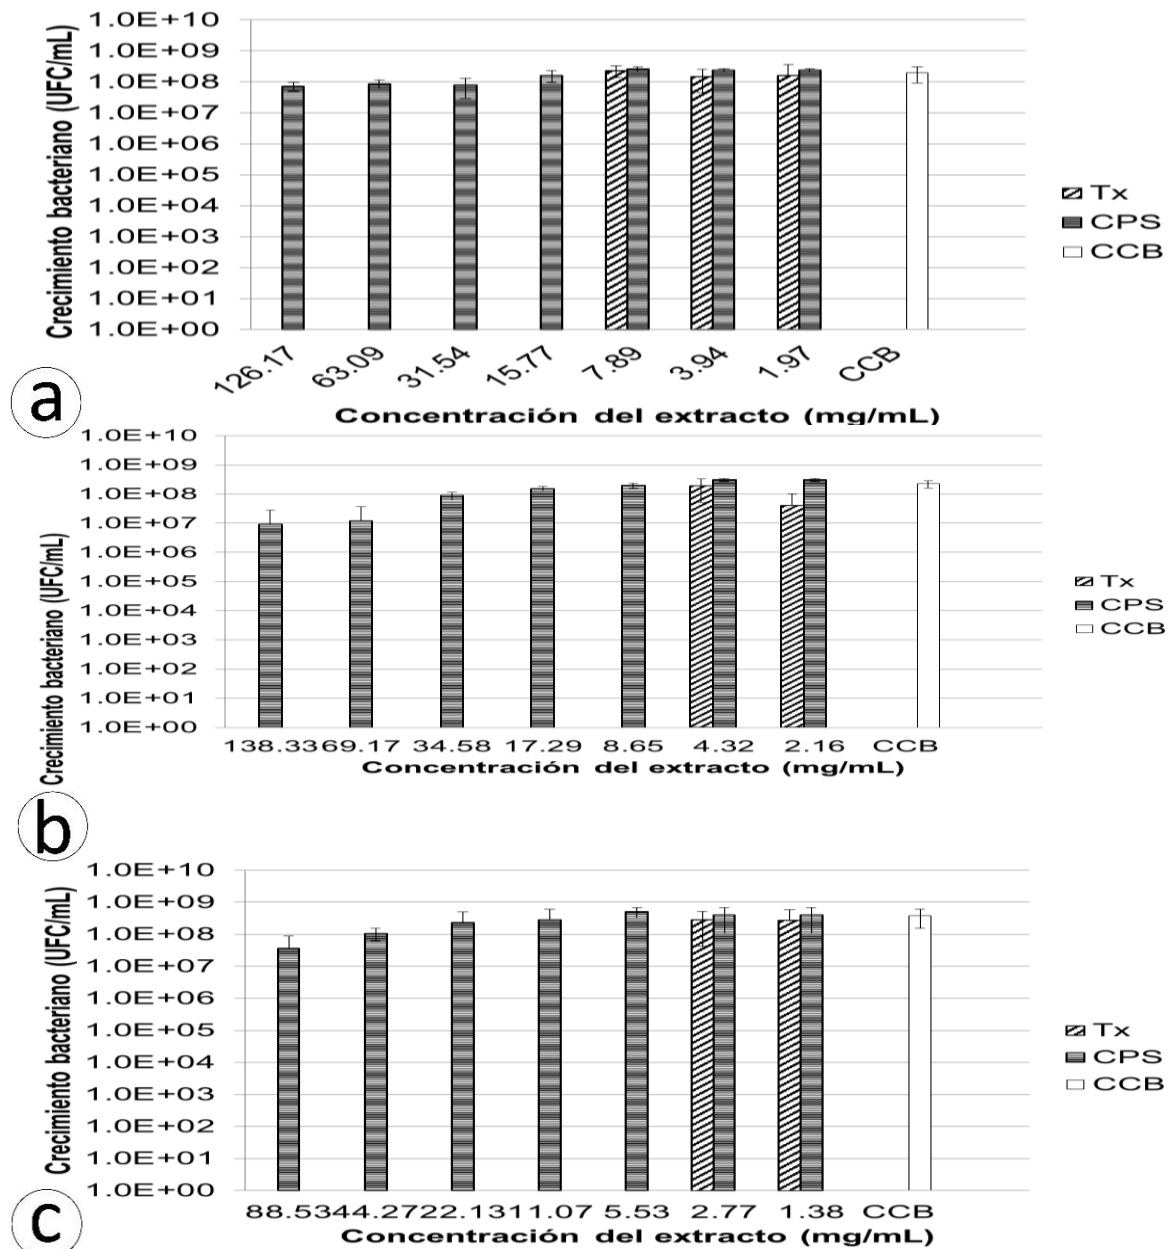 Crecimiento bacteriano (UFC/mL)
1.0E+10
1.0E+09
1.0E+08
1.0E+07
1.0E+06
1.0E+05
1.0E+04
1.0E+03
1.0E+02
1.0E+01
1.0E+00
126.17 63.09 31.54 15.77 7.89 3.94 1.97 CCB
Concentración del extracto (mg/mL)
Tx
CPS
CCB
a
Crecimiento bacteriano (UFC/mL)
1.0E+10
1.0E+09
1.0E+08
1.0E+07
1.0E+06
1.0E+05
1.0E+04
1.0E+03
1.0E+02
1.0E+01
1.0E+00
138.33 69.17 34.58 17.29 8.65 4.32 2.16 CCB
Concentración del extracto (mg/mL)
Tx
CPS
CCB
b
Crecimiento bacteriano (UFC/mL)
1.0E+10
1.0E+09
1.0E+08
1.0E+07
1.0E+06
1.0E+05
1.0E+04
1.0E+03
1.0E+02
1.0E+01
1.0E+00
88.53 44.27 22.13 11.07 5.53 2.77 1.38 CCB
Concentración del extracto (mg/mL)
Tx
CPS
CCB
c